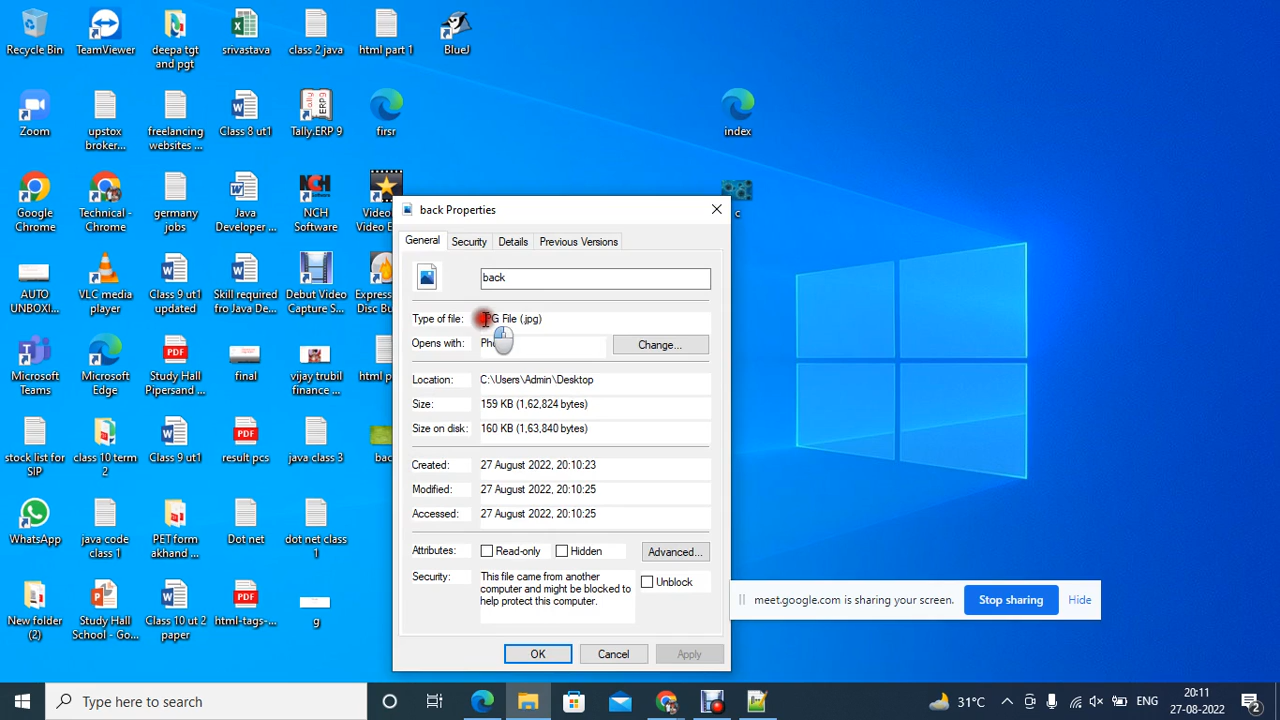 Recycle Bin
TeamViewer
deepa tgt
and pgt
srivastava
class 2 java
html part 1
BlueJ
Zoom
upstox
broker...
freelancing
websites ...
Class 8 ut1
Tally.ERP 9
firsr
index
Google
Chrome
Technical -
Chrome
germany
jobs
Java
Developer ...
NCH
Software
Video
Video E
c
AUTO
UNBOXI...
VLC media
player
Class 9 ut1
updated
Skill required
fro Java De...
Debut Video
Capture S...
Express
Disc Bu
Microsoft
Teams
Microsoft
Edge
Study Hall
Pipersand ...
final
vijay trubil
finance ...
html p
stock list for
SIP
class 10 term
2
Class 9 ut1
result pcs
java class 3
bac
WhatsApp
java code
class 1
PET form
akhand ...
Dot net
dot net class
1
New folder
(2)
Study Hall
School - Go...
Class 10 ut 2
paper
html-tags-...
g
back Properties
General
Security
Details
Previous Versions
back
Type of file:
PG File (.jpg)
Opens with:
Pho
Change...
Location:
C:\Users\Admin\Desktop
Size:
159 KB (1,62,824 bytes)
Size on disk:
160 KB (1,63,840 bytes)
Created:
27 August 2022, 20:10:23
Modified:
27 August 2022, 20:10:25
Accessed:
27 August 2022, 20:10:25
Attributes:
Read-only
Hidden
Advanced...
Security:
This file came from another
computer and might be blocked to
help protect this computer.
Unblock
OK
Cancel
Apply
meet.google.com is sharing your screen.
Stop sharing
Hide
Type here to search
31°C
ENG
20:11
27-08-2022
2